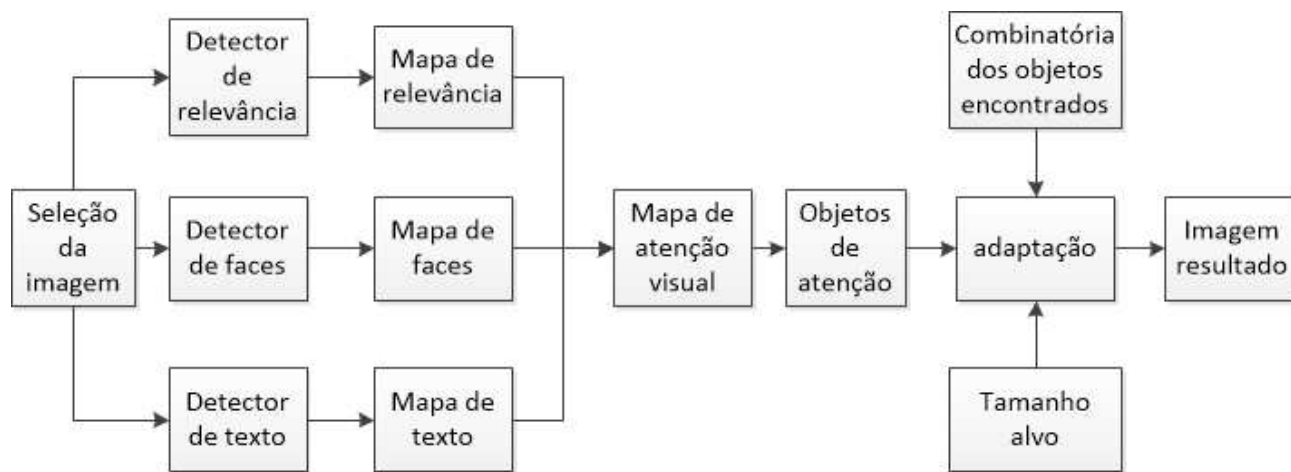 Detector
de
relevância
Mapa de
relevância
Combinatória
dos objetos
encontrados
Seleção
da
imagem
Detector
de faces
Mapa de
faces
Mapa de
atenção
visual
Objetos
de
atenção
adaptação
Imagem
resultado
Detector
de texto
Mapa de
texto
Tamanho
alvo